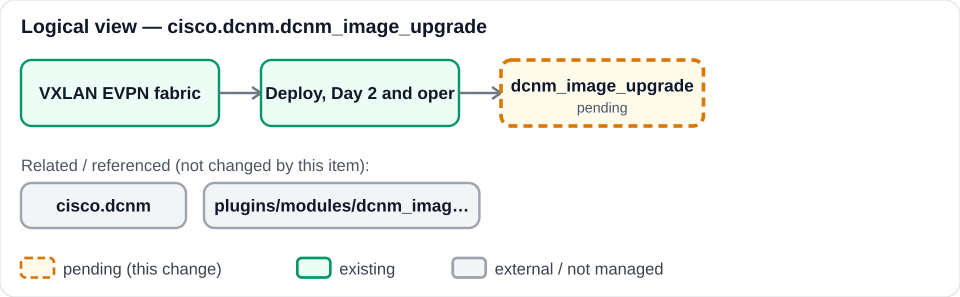 Logical view — cisco.dcnm.dcnm_image_upgrade
VXLAN EVPN fabric
Deploy, Day 2 and oper
dcnm_image_upgrade
pending
Related / referenced (not changed by this item):
cisco.dcnm
plugins/modules/dcnm_imag…
pending (this change)
existing
external / not managed